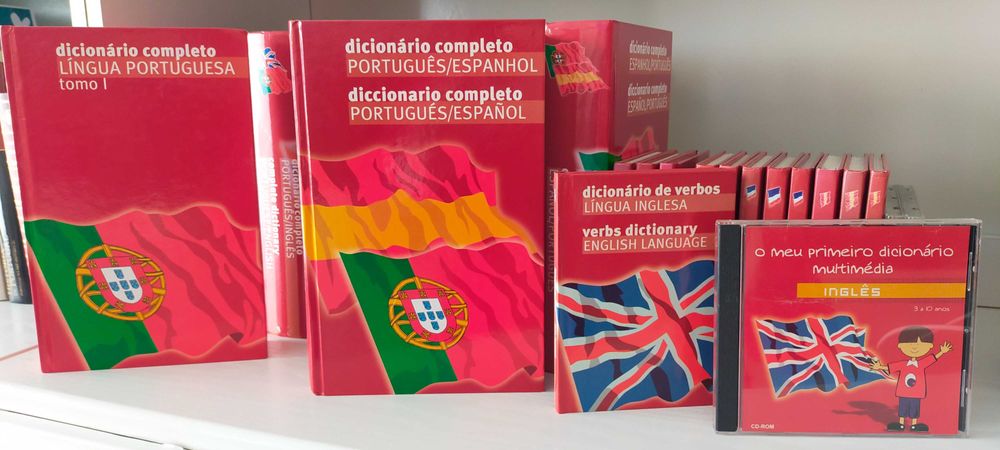 dicionário completo
LÍNGUA PORTUGUESA
tomo I
dicionário completo
PORTUGUÊS/INGLÊS
complete dictionary
dicionário completo
PORTUGUÊS/ESPANHOL
diccionario completo
PORTUGUÉS/ESPAÑOL
dicionário completo
ESPANHOL/PORTUGUÊS
diccionario completo
ESPAÑOL/PORTUGUÉS
dicionário de verbos
LÍNGUA INGLESA
verbs dictionary
ENGLISH LANGUAGE
o meu primeiro dicionário
multimédia
INGLÊS
3 a 10 anos
CD-ROM